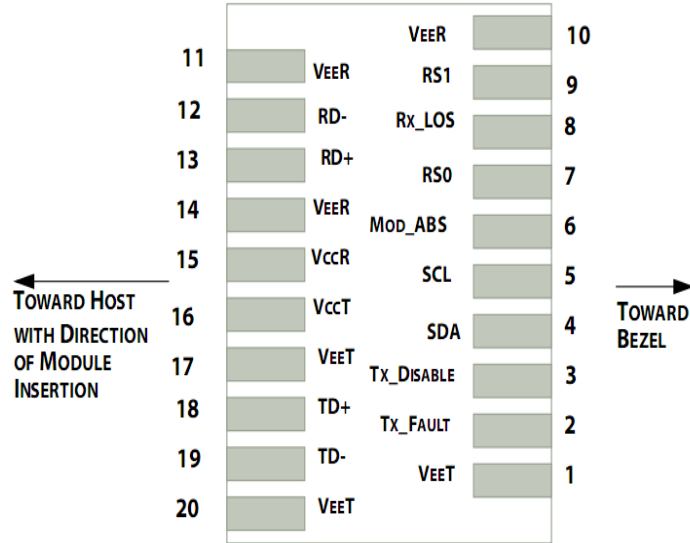 11 VEER
12 RD-
13 RD+
14 VEER
15 VCCR
16 VCCT
17 VEET
18 TD+
19 TD-
20 VEET
VEER 10
RS1 9
RX_LOS 8
RS0 7
MOD_ABS 6
SCL 5
SDA 4
TX_DISABLE 3
TX_FAULT 2
VEET 1
TOWARD HOST
WITH DIRECTION
OF MODULE
INSERTION
TOWARD
BEZEL